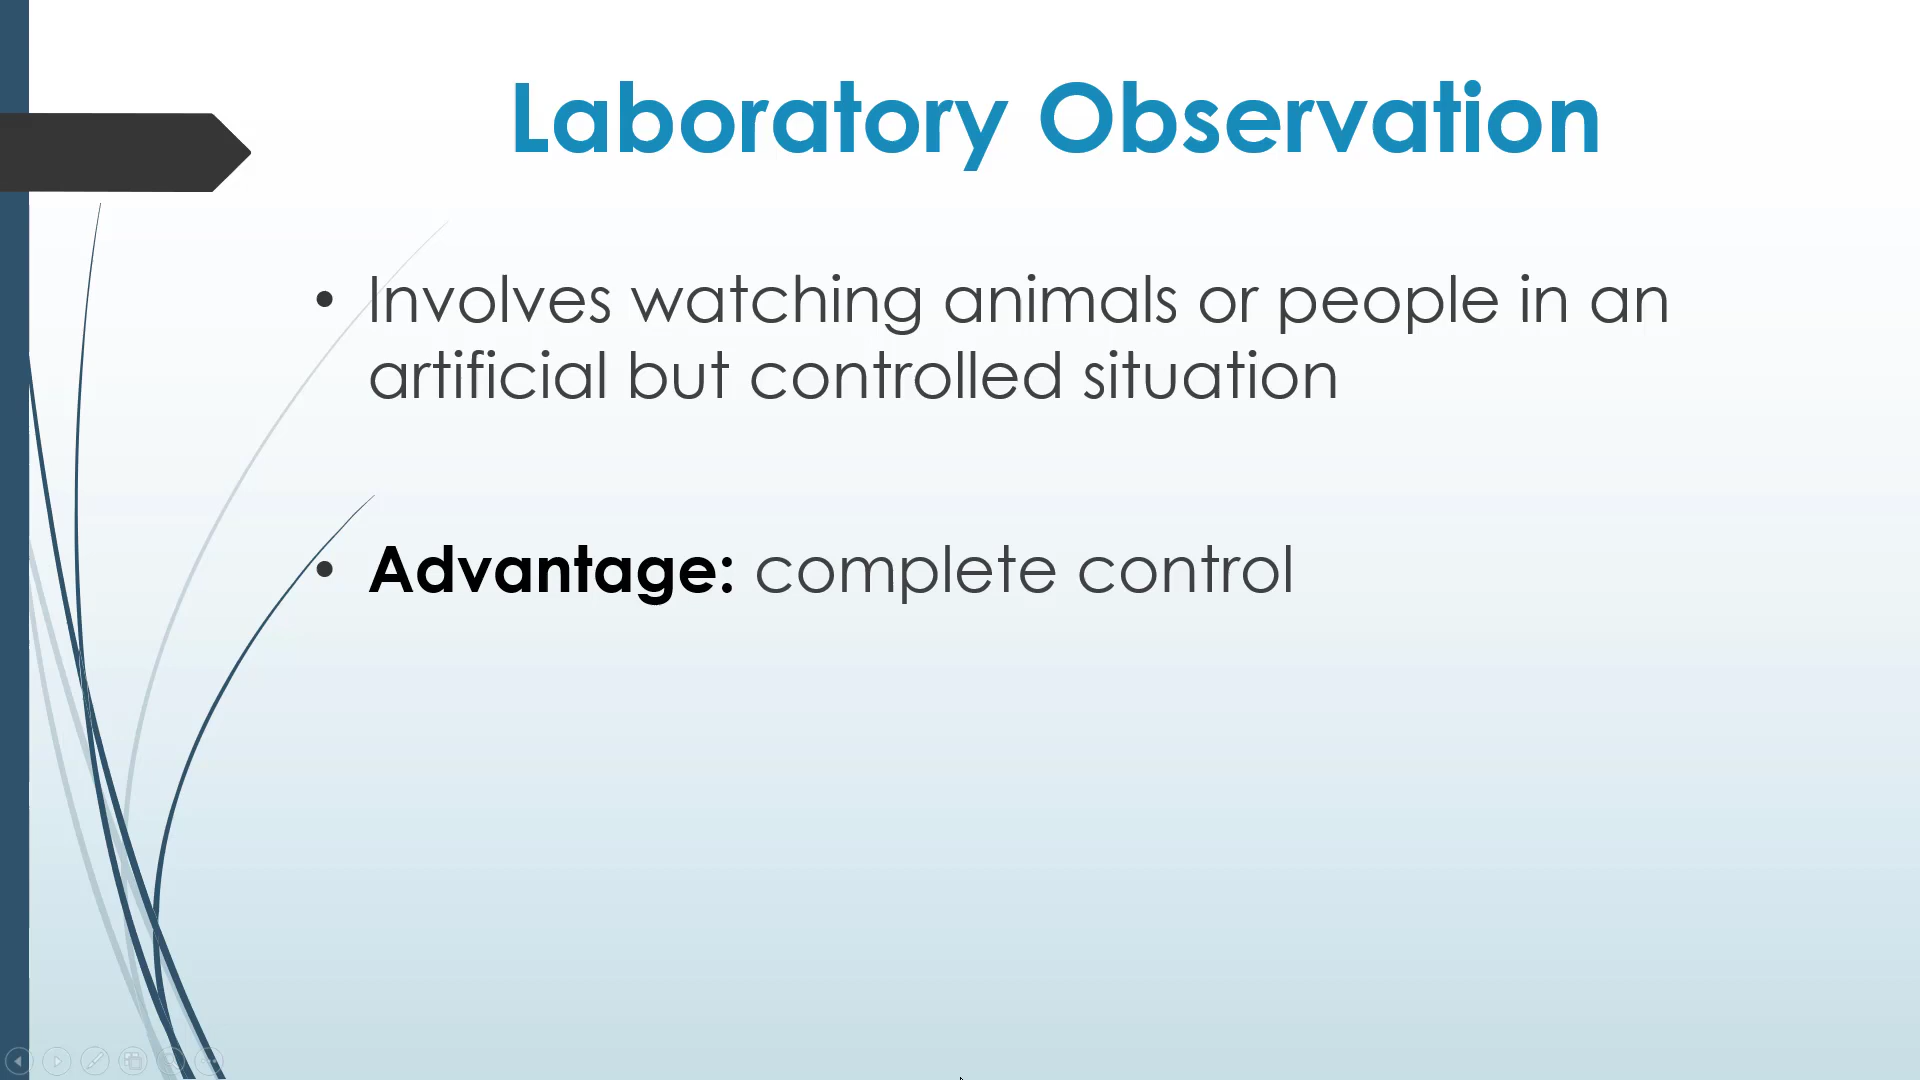 Laboratory Observation
• Involves watching animals or people in an
artificial but controlled situation
• Advantage: complete control